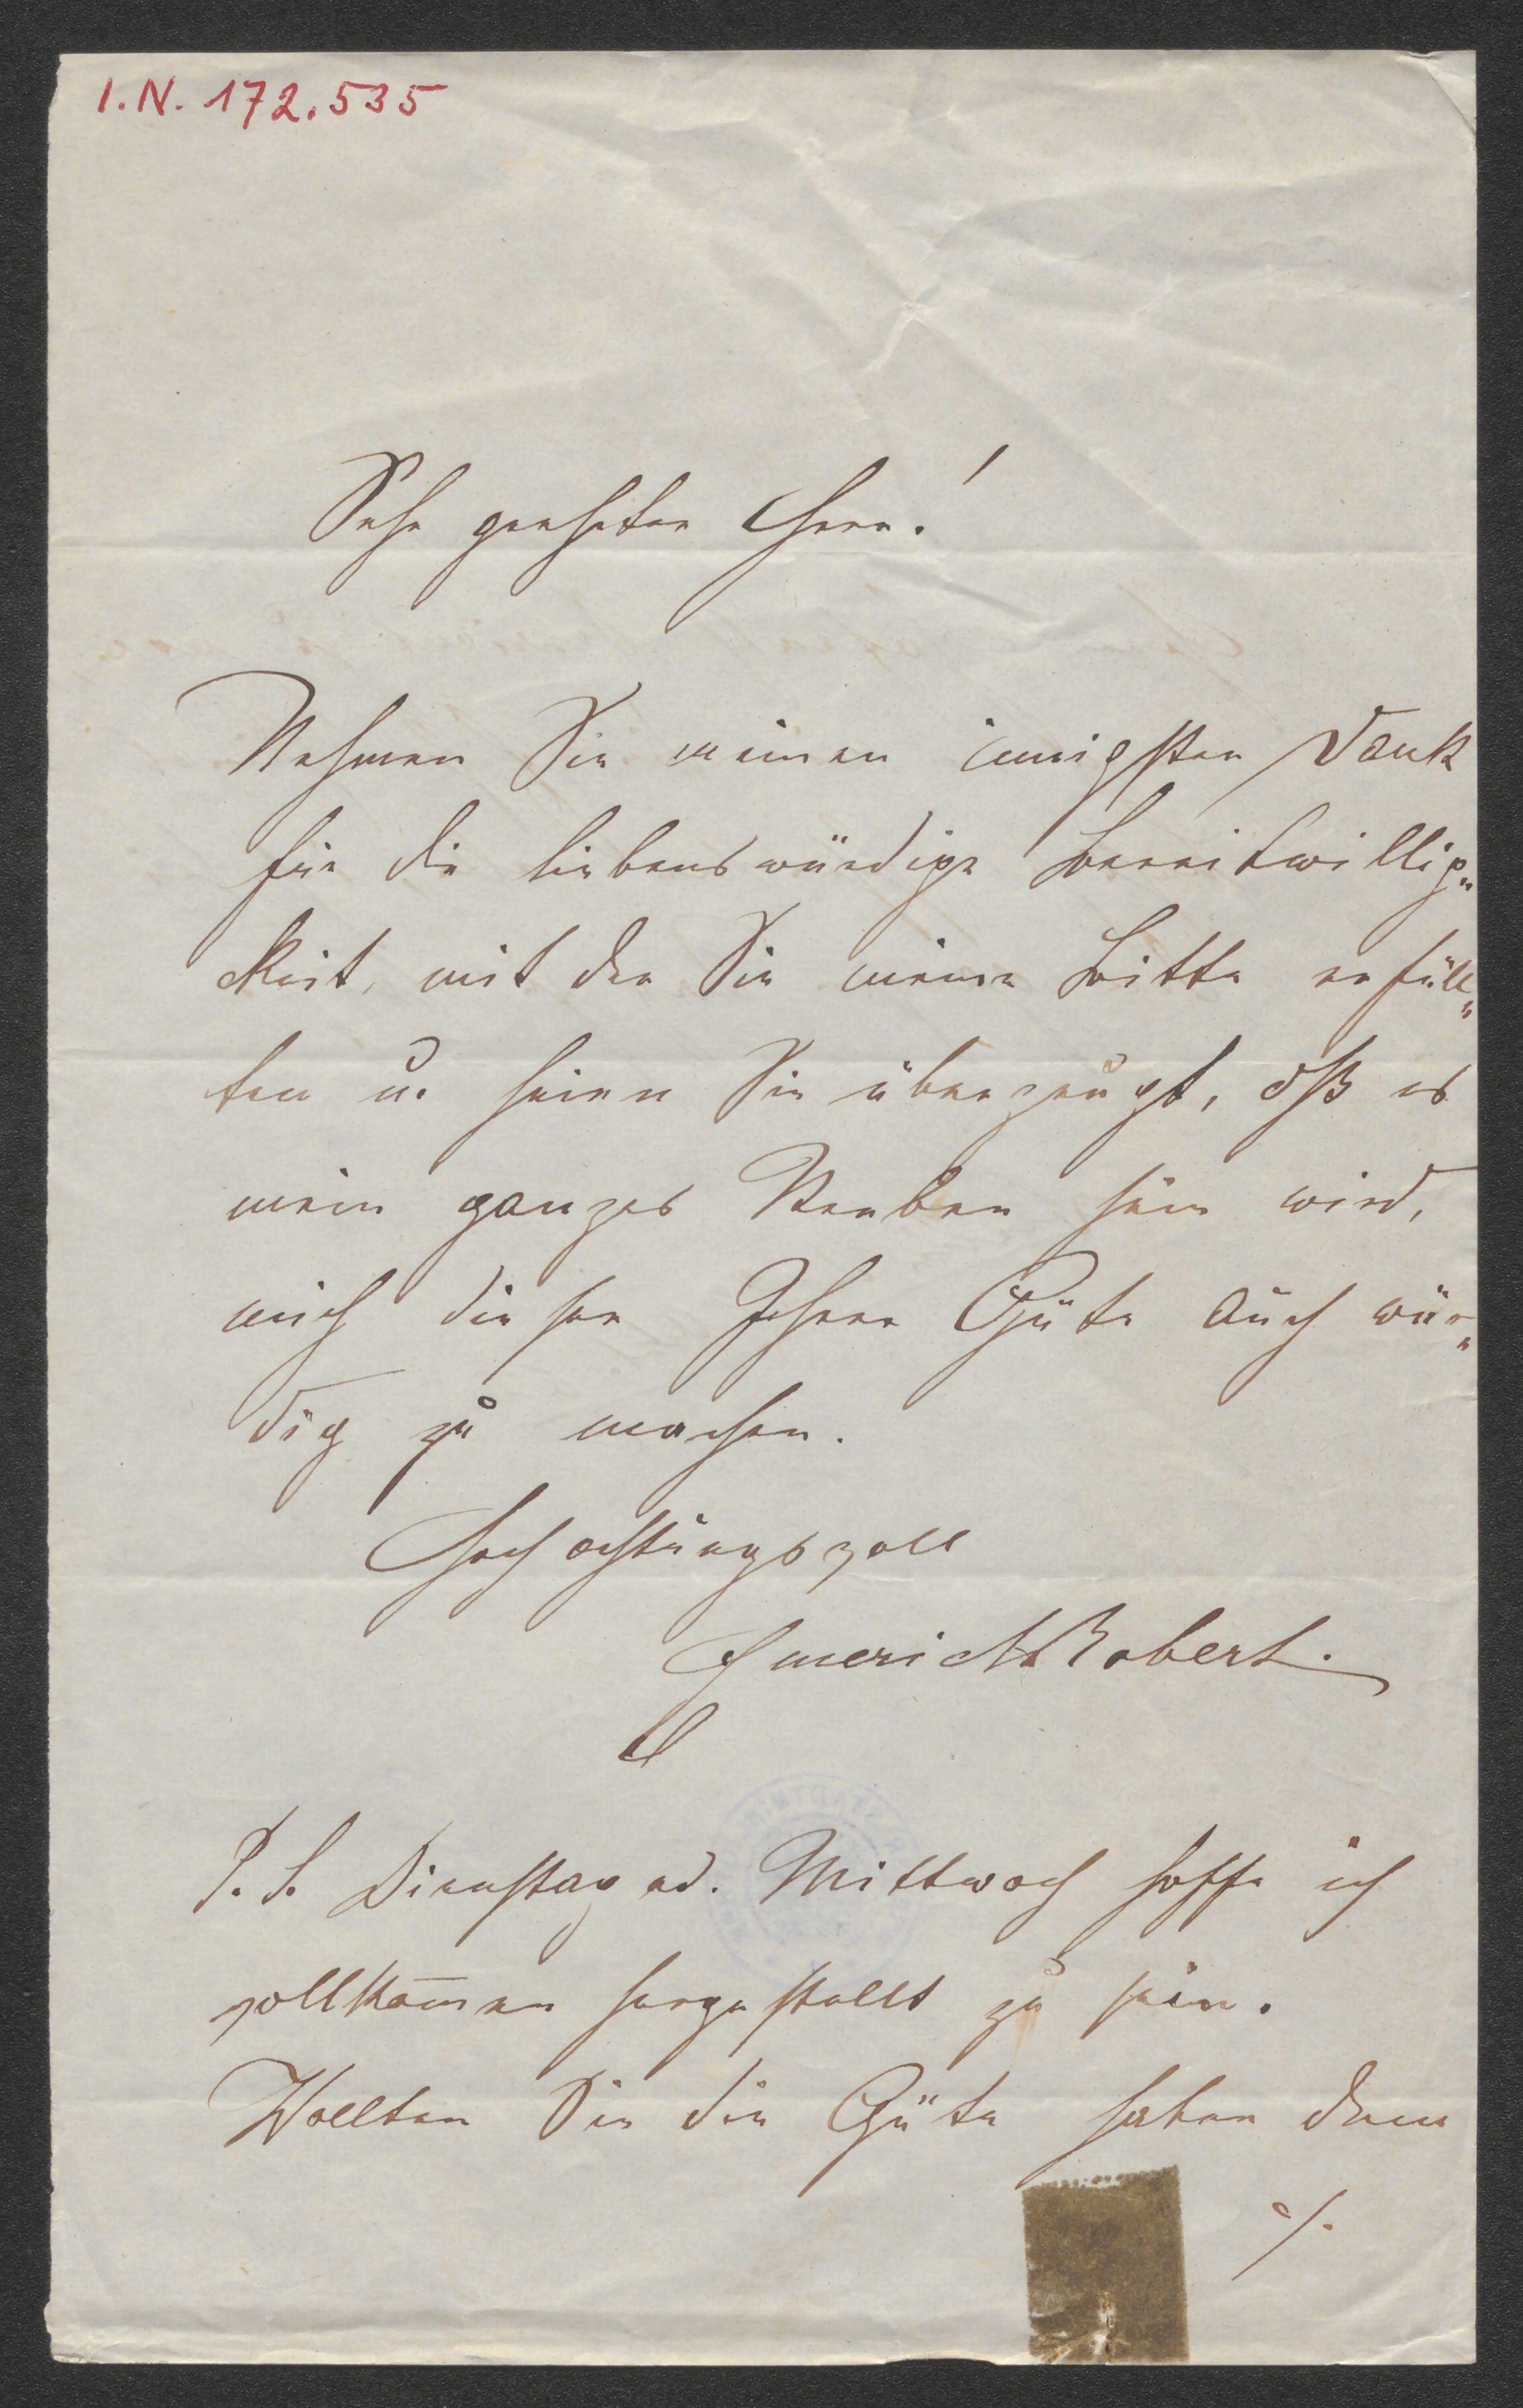 I.N. 172.535
Sehr geehrter Herr!
Nehmen Sie meinen innigsten Dank
für die liebenswürdige Bereitwillig„
keit, mit der Sie meine Bitte erfüll„
ten u. seien Sie überzeugt, dß es
mein ganzes Streben sein wird,
mich dieser Ihrer Güte auch wür„
dig zu machen.
Hochachtungsvoll
Emerich Robert.
P. S. Dienstag od. Mittwoch hoffe ich
vollkom̅en hergestellt zu sein.
Wollten Sie die Güte haben dem
./.